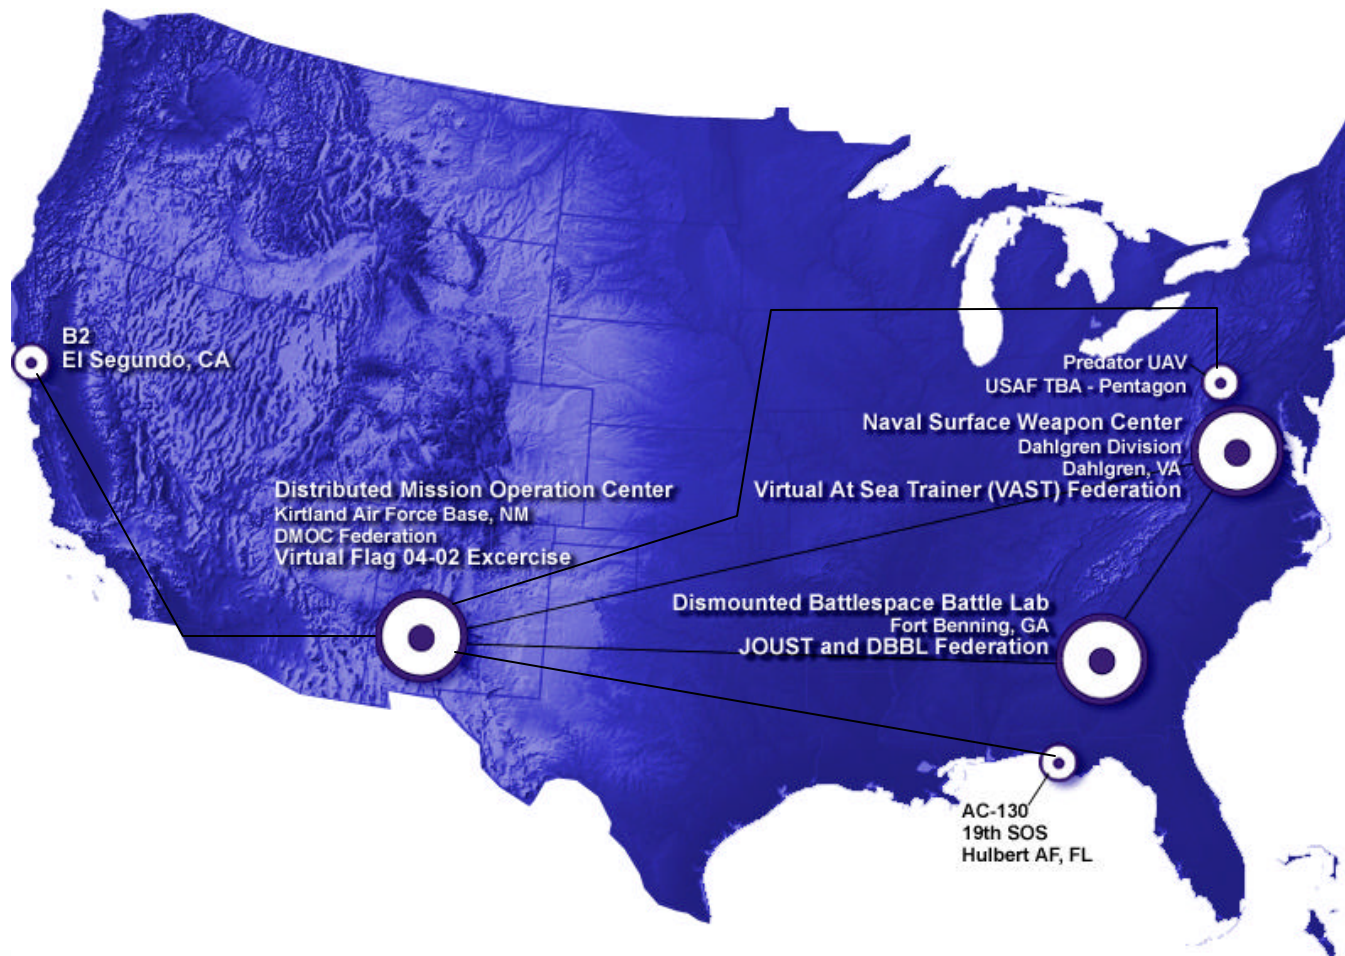 B2
El Segundo, CA
Predator UAV
USAF TBA - Pentagon
Naval Surface Weapon Center
Dahlgren Division
Dahlgren, VA
Virtual At Sea Trainer (VAST) Federation
Distributed Mission Operation Center
Kirtland Air Force Base, NM
DMOC Federation
Virtual Flag 04-02 Excercise
Dismounted Battlespace Battle Lab
Fort Benning, GA
JOUST and DBBL Federation
AC-130
19th SOS
Hulbert AF, FL